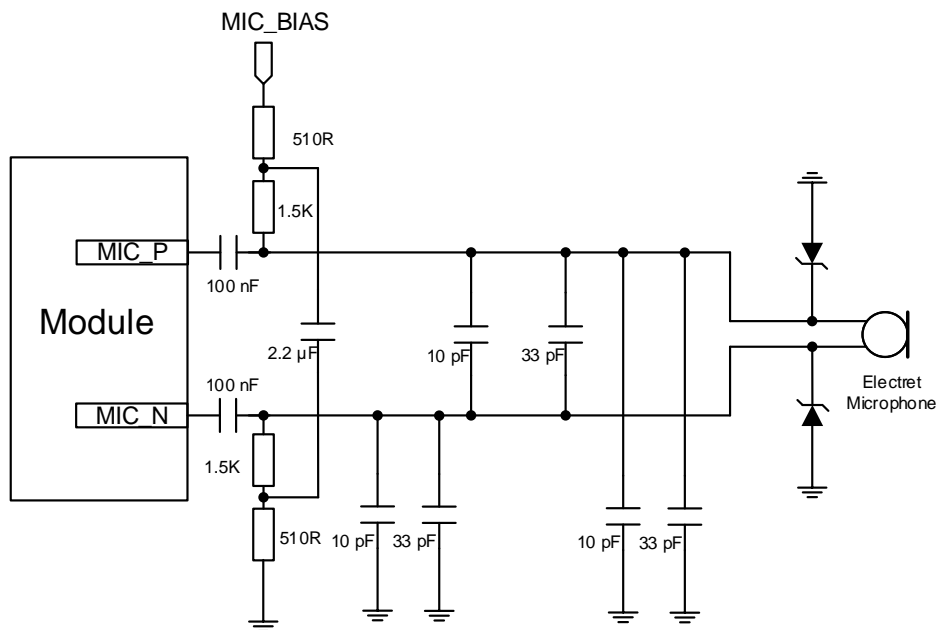 MIC_BIAS
510R
1.5K
MIC_P
100 nF
Module
2.2 µF
10 pF
33 pF
100 nF
MIC_N
Electret
Microphone
1.5K
510R
10 pF
33 pF
10 pF
33 pF